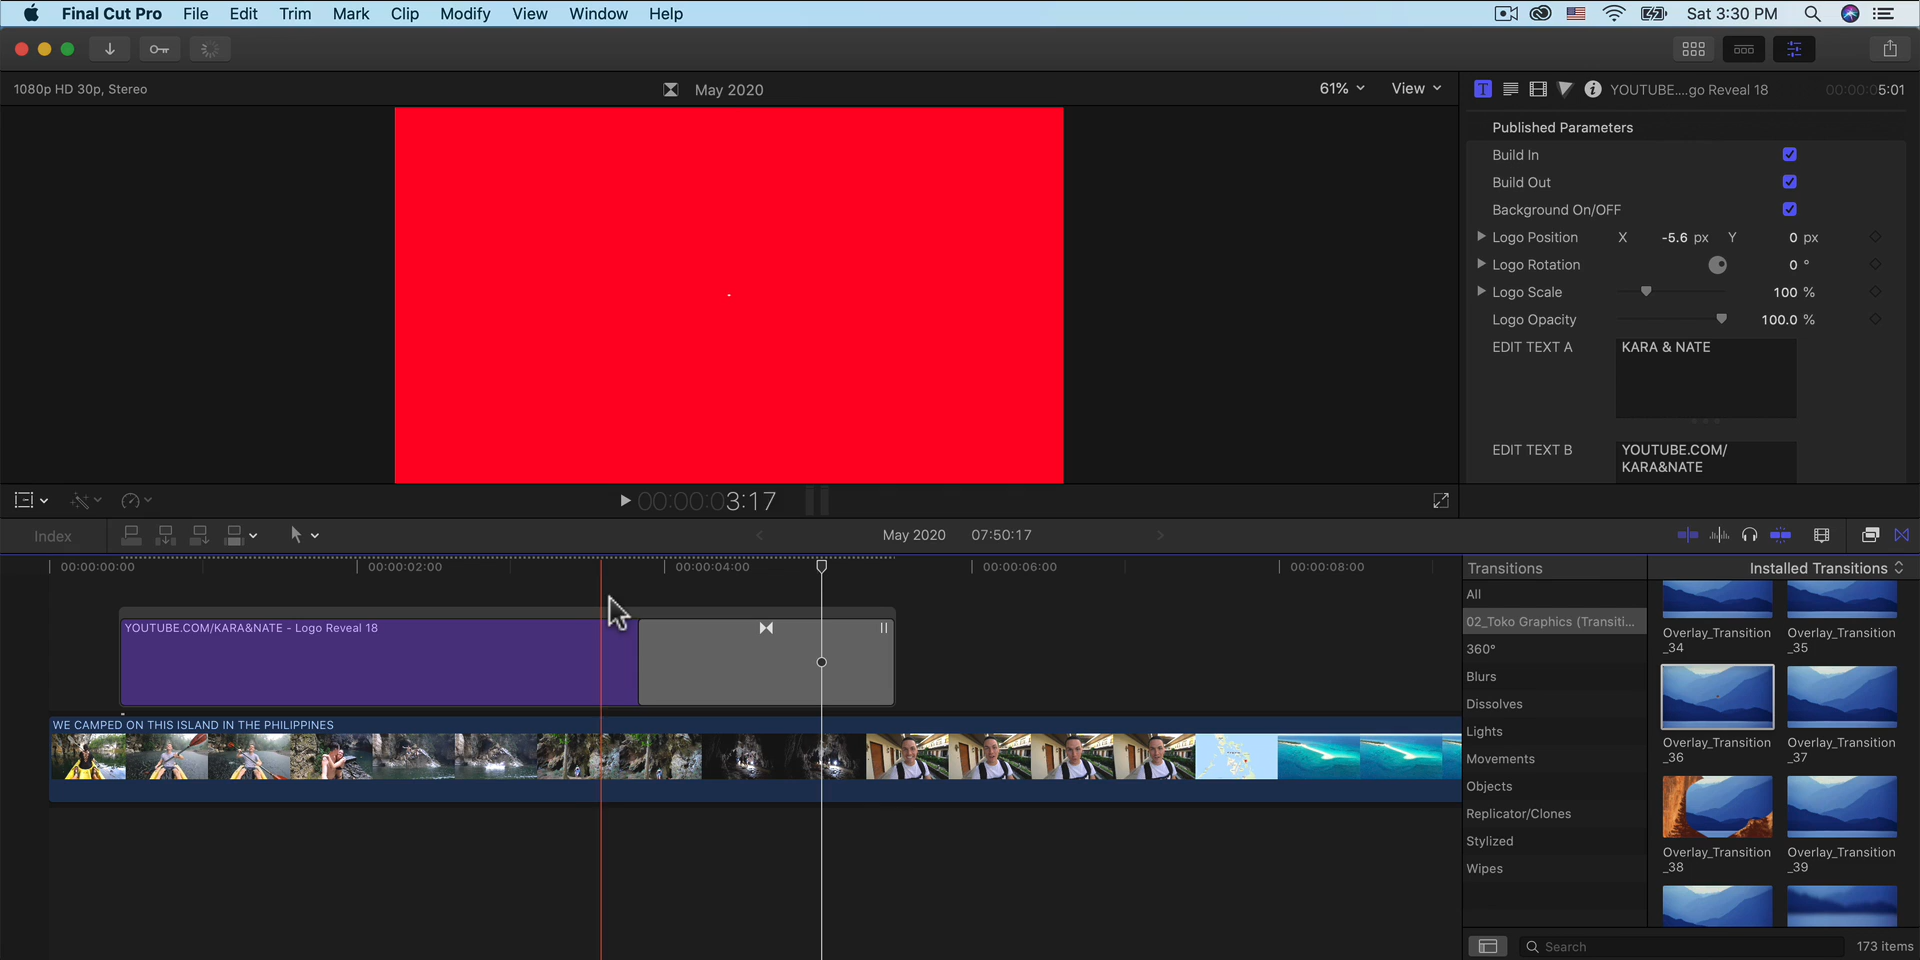 Final Cut Pro File Edit Trim Mark Clip Modify View Window Help Sat 3:30 PM
1080p HD 30p, Stereo
May 2020
61% View
T YOUTUBE....go Reveal 18 00:00:05:01
Published Parameters
Build In
Build Out
Background On/OFF
Logo Position X -5.6 px Y 0 px
Logo Rotation 0 °
Logo Scale 100 %
Logo Opacity 100.0 %
EDIT TEXT A KARA & NATE
EDIT TEXT B YOUTUBE.COM/
KARA&NATE
00:00:03:17
Index
May 2020 07:50:17
00:00:00:00 00:00:02:00 00:00:04:00 00:00:06:00 00:00:08:00
YOUTUBE.COM/KARA&NATE - Logo Reveal 18
WE CAMPED ON THIS ISLAND IN THE PHILIPPINES
Transitions Installed Transitions
All
02_Toko Graphics (Transiti...
360°
Blurs
Dissolves
Lights
Movements
Objects
Replicator/Clones
Stylized
Wipes
Overlay_Transition
_34
Overlay_Transition
_35
Overlay_Transition
_36
Overlay_Transition
_37
Overlay_Transition
_38
Overlay_Transition
_39
Search
173 items